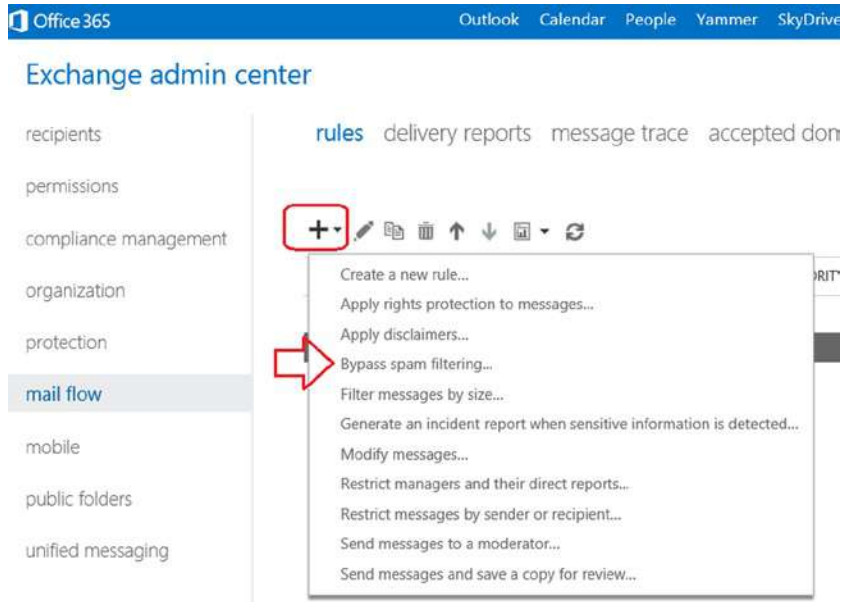 Office 365 Outlook Calendar People Yammer SkyDrive
Exchange admin center
recipients
permissions
compliance management
organization
protection
mail flow
mobile
public folders
unified messaging
rules delivery reports message trace accepted dom
Create a new rule...
Apply rights protection to messages...
Apply disclaimers...
Bypass spam filtering...
Filter messages by size...
Generate an incident report when sensitive information is detected...
Modify messages...
Restrict managers and their direct reports...
Restrict messages by sender or recipient...
Send messages to a moderator...
Send messages and save a copy for review...